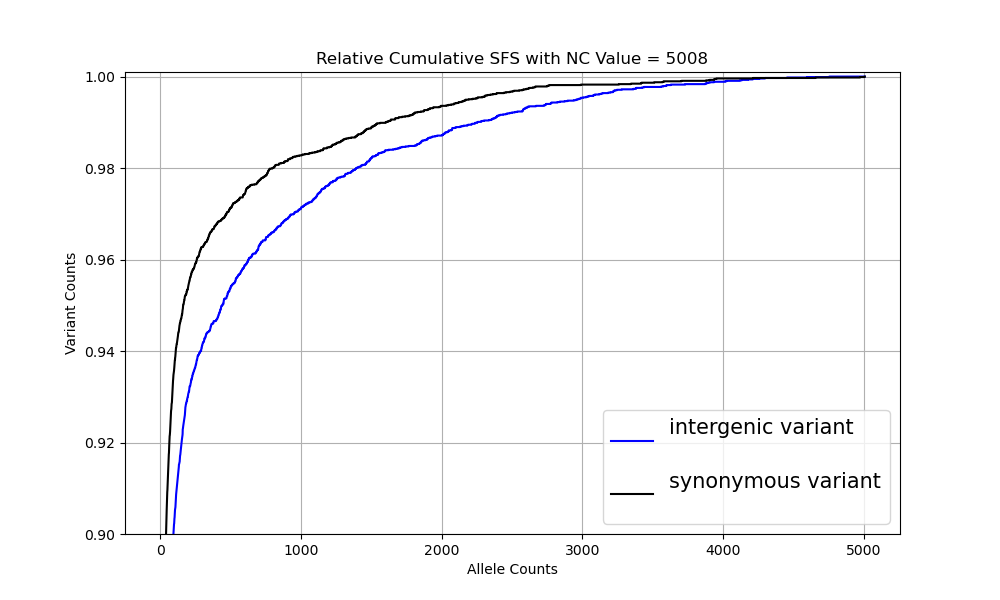 Relative Cumulative SFS with NC Value = 5008
Variant Counts
1.00
0.98
0.96
0.94
0.92
0.90
0
1000
2000
3000
4000
5000
Allele Counts
intergenic variant
synonymous variant